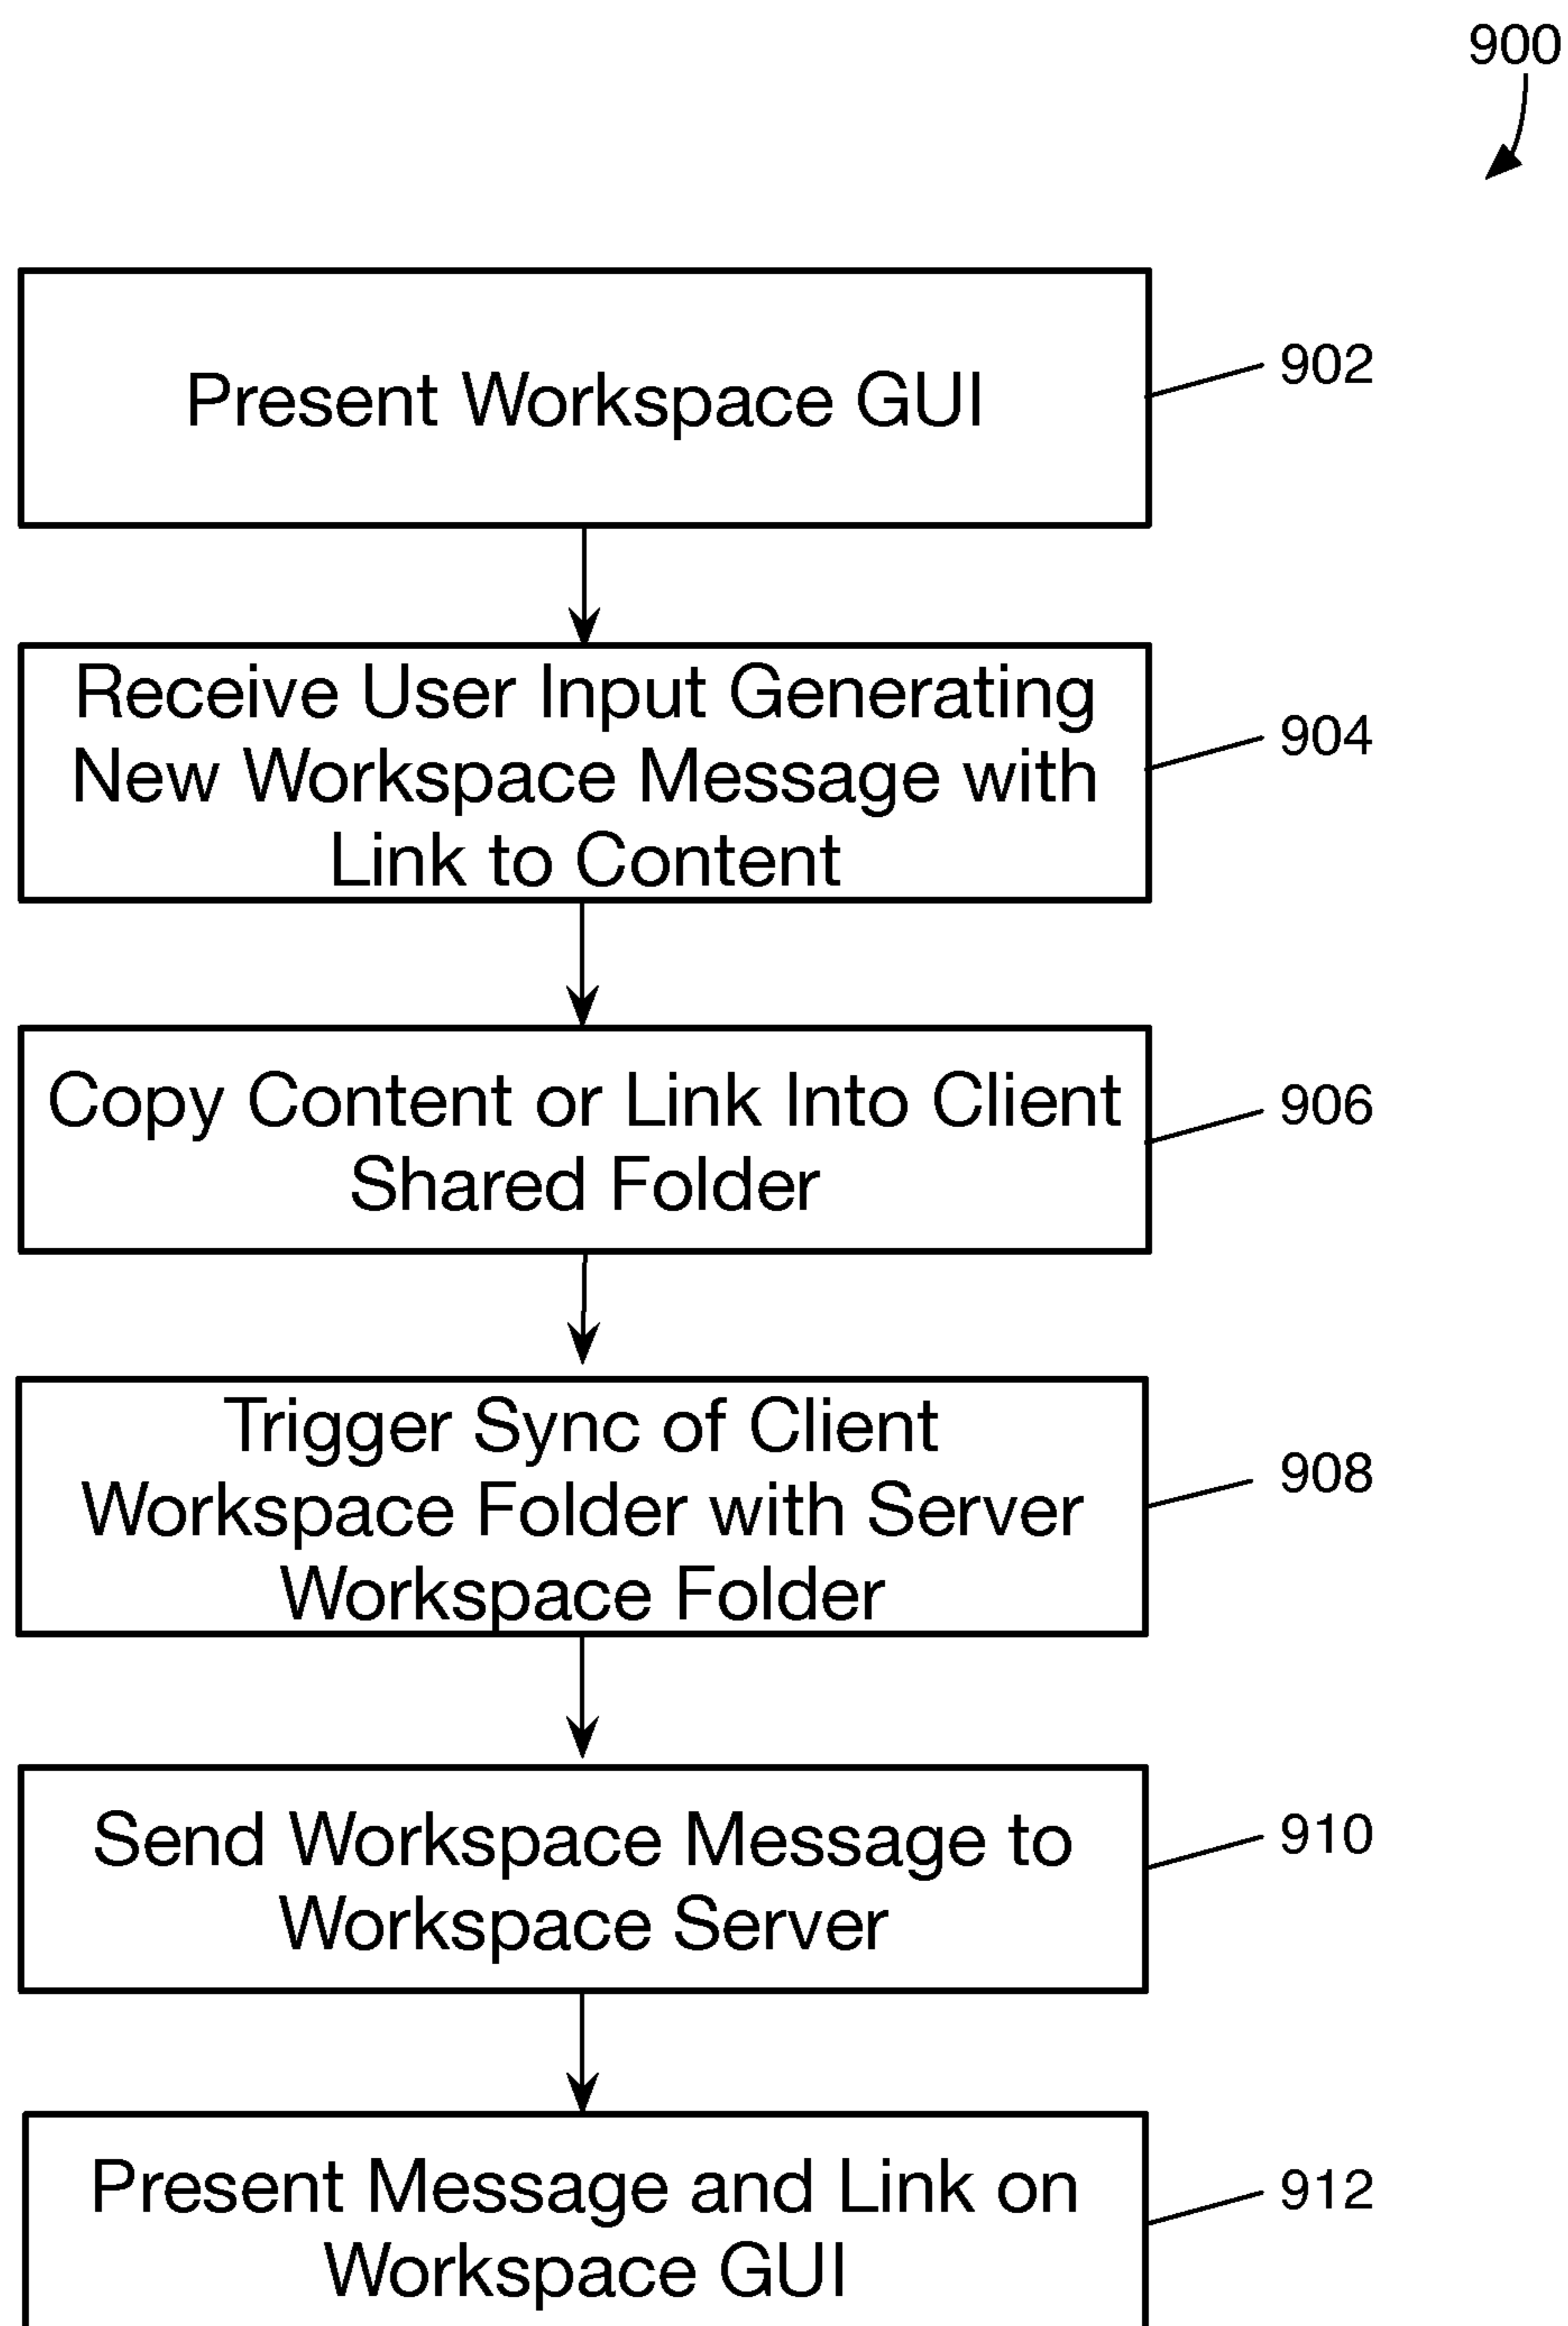 900
Present Workspace GUI
902
Receive User Input Generating
New Workspace Message with
Link to Content
904
Copy Content or Link Into Client
Shared Folder
906
Trigger Sync of Client
Workspace Folder with Server
Workspace Folder
908
Send Workspace Message to
Workspace Server
910
Present Message and Link on
Workspace GUI
912